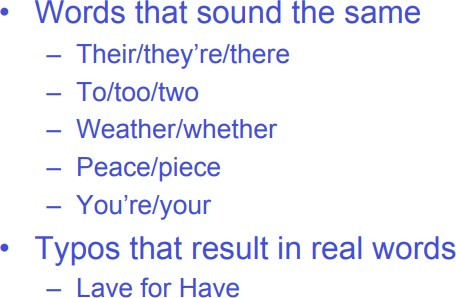 • Words that sound the same
– Their/they’re/there
– To/too/two
– Weather/whether
– Peace/piece
– You’re/your
• Typos that result in real words
– Lave for Have